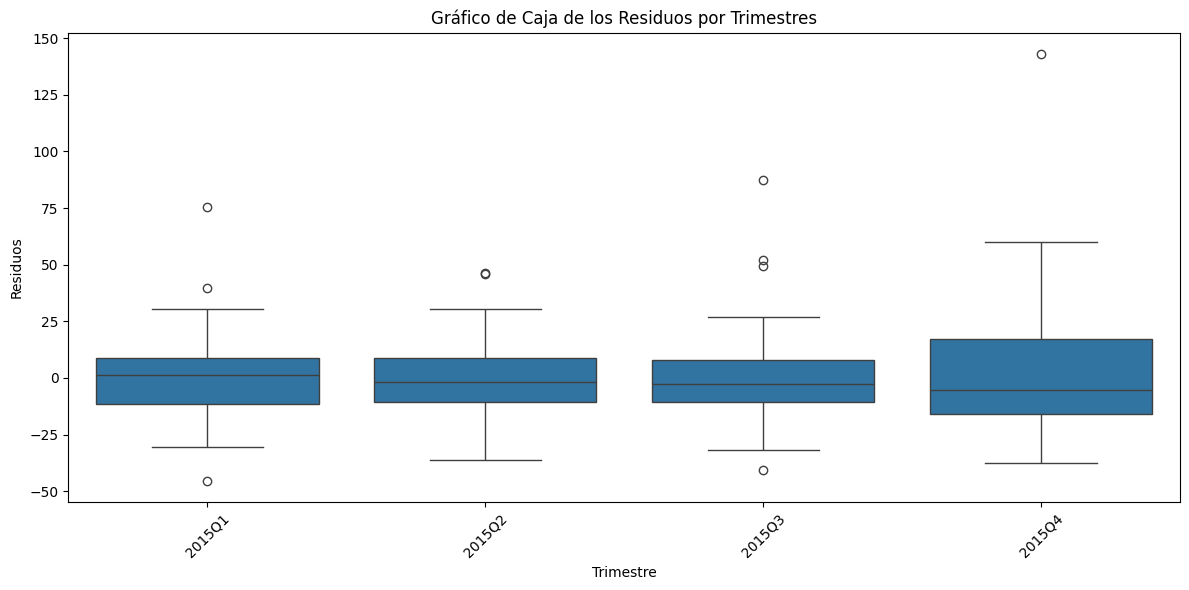 Gráfico de Caja de los Residuos por Trimestres
Residuos
150
125
100
75
50
25
0
−25
−50
2015Q1
2015Q2
2015Q3
2015Q4
Trimestre